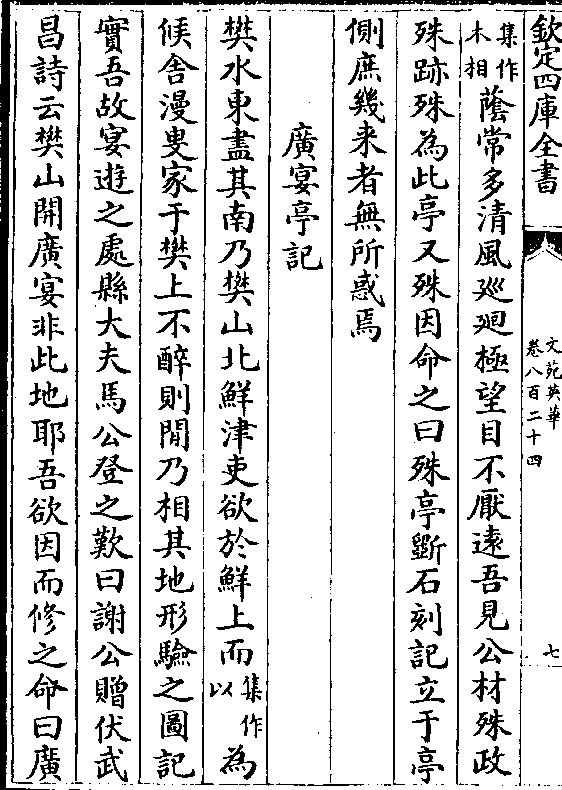 欽定四庫全書
文苑英華
卷八百二十四
七
集作木相蔭常多清風廵廻極望目不厭遠吾見公材殊政
殊跡殊為此亭又殊因命之曰殊亭斲石刻記立于亭
側庶幾来者無所惑焉
廣宴亭記
樊水東盡其南乃樊山北鮮津吏欲於鮮上而集作以為
候舍漫叟家于樊上不醉則閒乃相其地形驗之圖記
實吾故宴逰之處縣大夫馬公登之歎曰謝公贈伏武
昌詩云樊山開廣宴非此地耶吾欲因而修之命曰廣